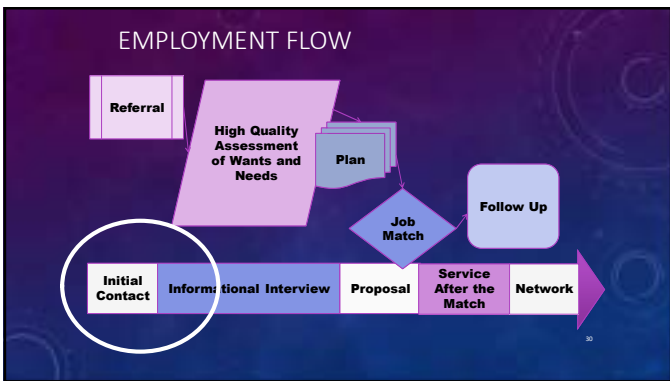 EMPLOYMENT FLOW
Referral
High Quality
Assessment
of Wants and
Needs
Plan
Job
Match
Follow Up
Initial
Contact
Informational Interview
Proposal
Service
After the
Match
Network
30